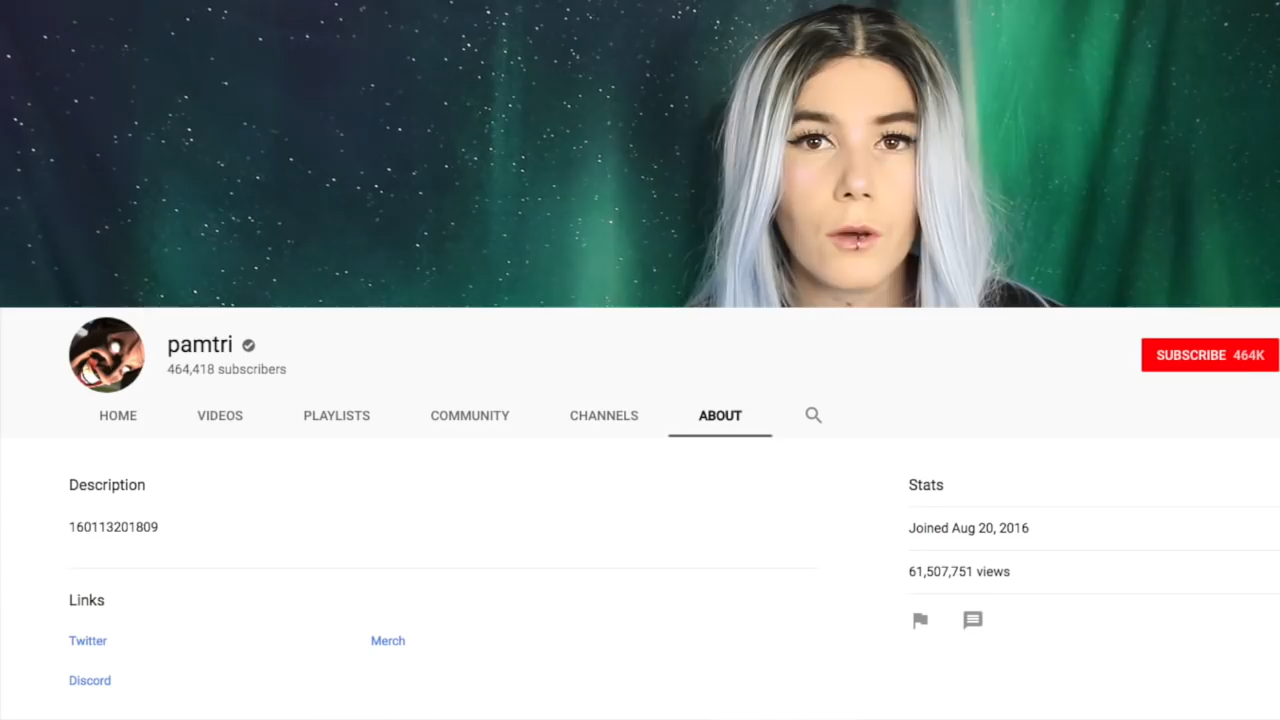 pamtri
464,418 subscribers
SUBSCRIBE 464K
HOME VIDEOS PLAYLISTS COMMUNITY CHANNELS ABOUT
Description
160113201809
Links
Twitter Merch
Discord
Stats
Joined Aug 20, 2016
61,507,751 views